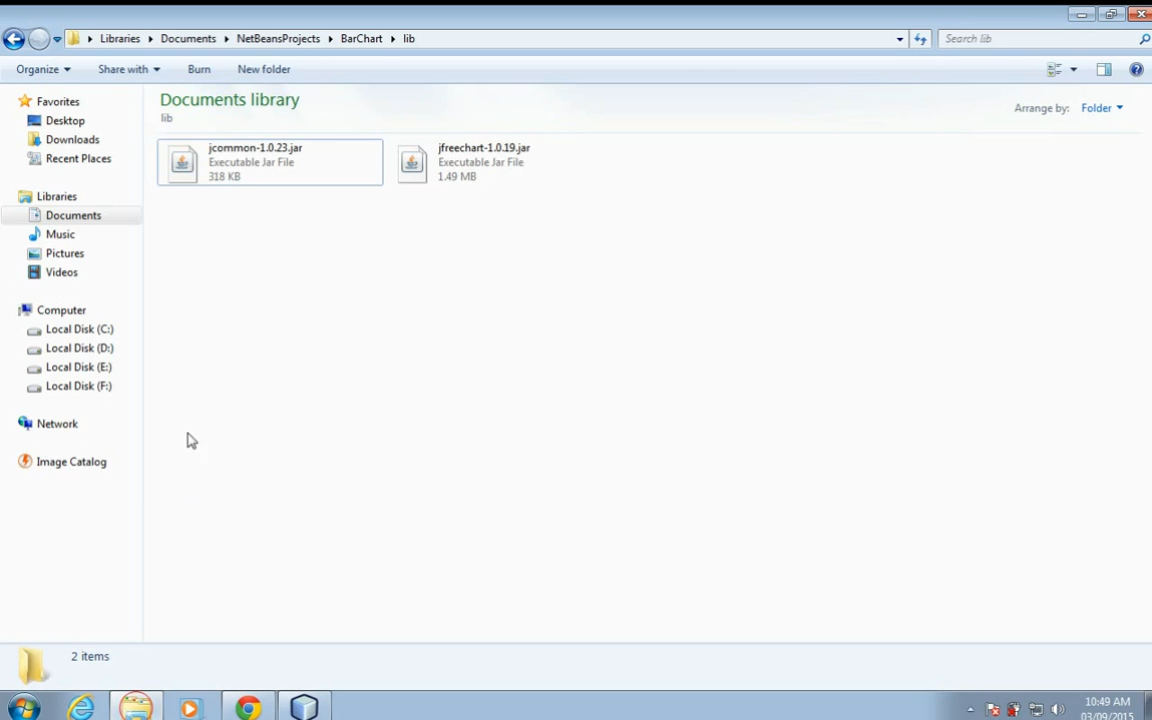 Libraries Documents NetBeansProjects BarChart lib
Search lib
Organize Share with Burn New folder
Favorites
Desktop
Downloads
Recent Places
Libraries
Documents
Music
Pictures
Videos
Computer
Local Disk (C:)
Local Disk (D:)
Local Disk (E:)
Local Disk (F:)
Network
Image Catalog
Documents library
lib
Arrange by: Folder
jcommon-1.0.23.jar
Executable Jar File
318 KB
jfreechart-1.0.19.jar
Executable Jar File
1.49 MB
2 items
10:49 AM
03/09/2015